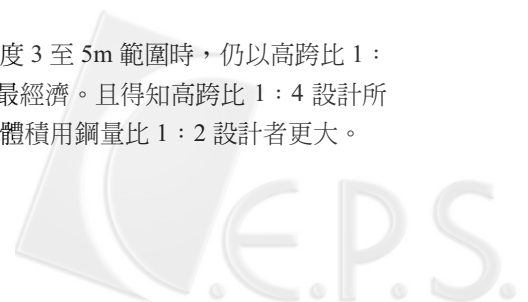 度 3 至 5m 範圍時，仍以高跨比 1：
最經濟。且得知高跨比 1：4 設計所
體積用鋼量比 1：2 設計者更大。
C.E.P.S.